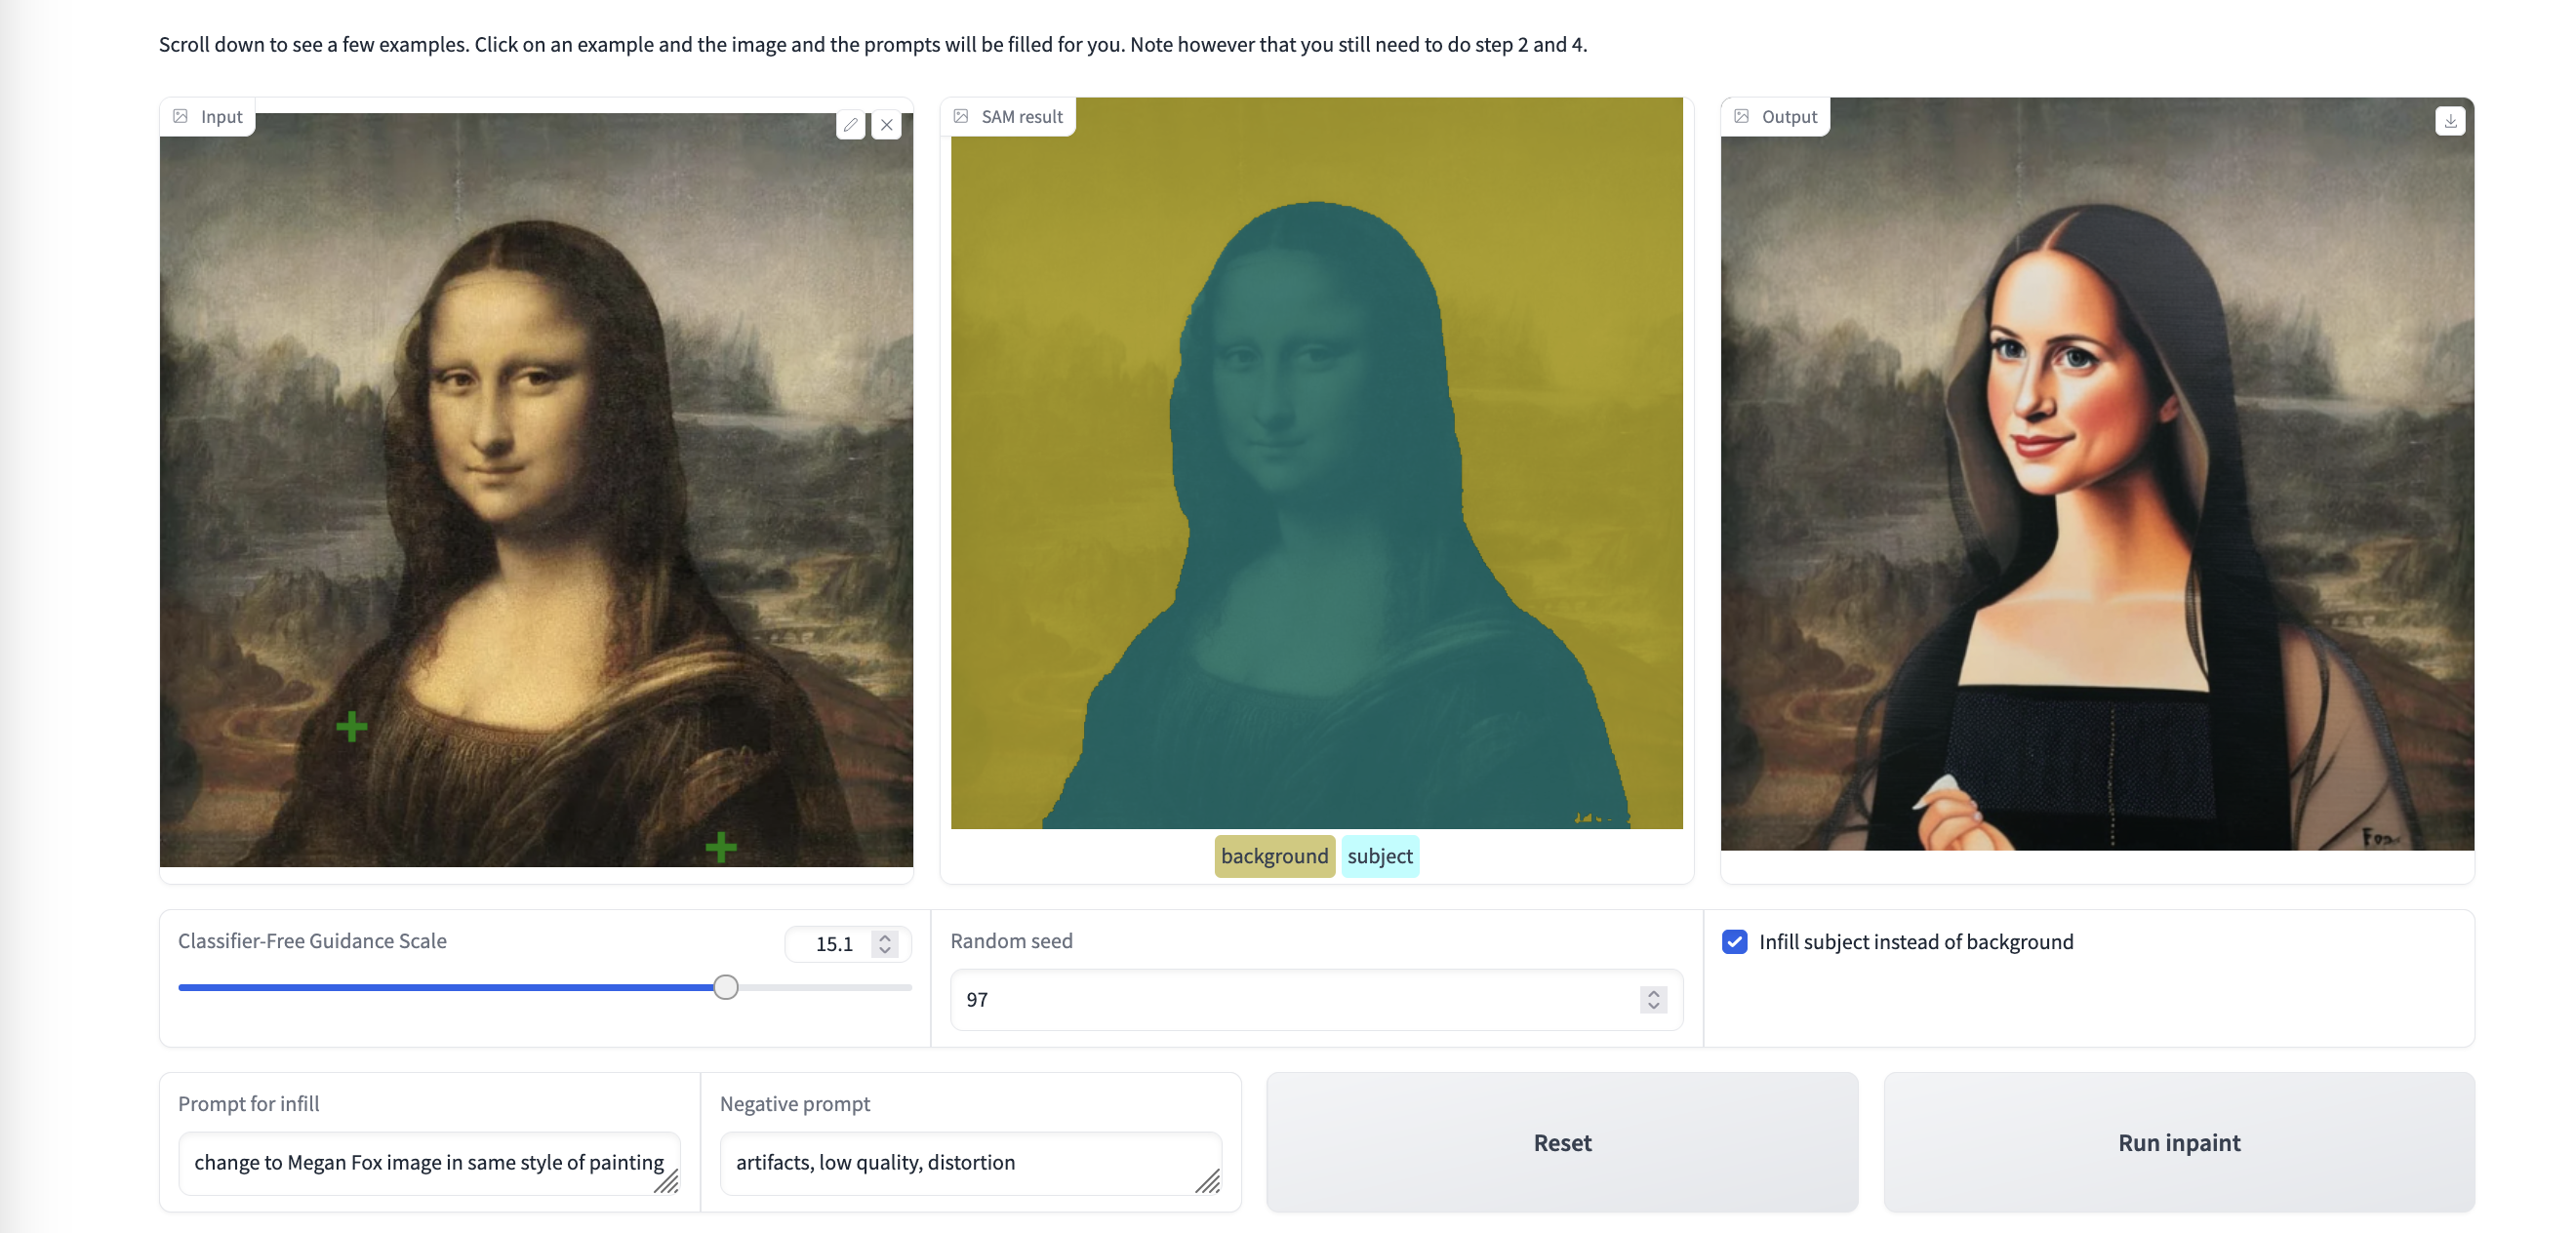 Scroll down to see a few examples. Click on an example and the image and the prompts will be filled for you. Note however that you still need to do step 2 and 4.
Input
SAM result
Output
Fox
background subject
Classifier-Free Guidance Scale
15.1
Random seed
97
Infill subject instead of background
Prompt for infill
change to Megan Fox image in same style of painting
Negative prompt
artifacts, low quality, distortion
Reset
Run inpaint